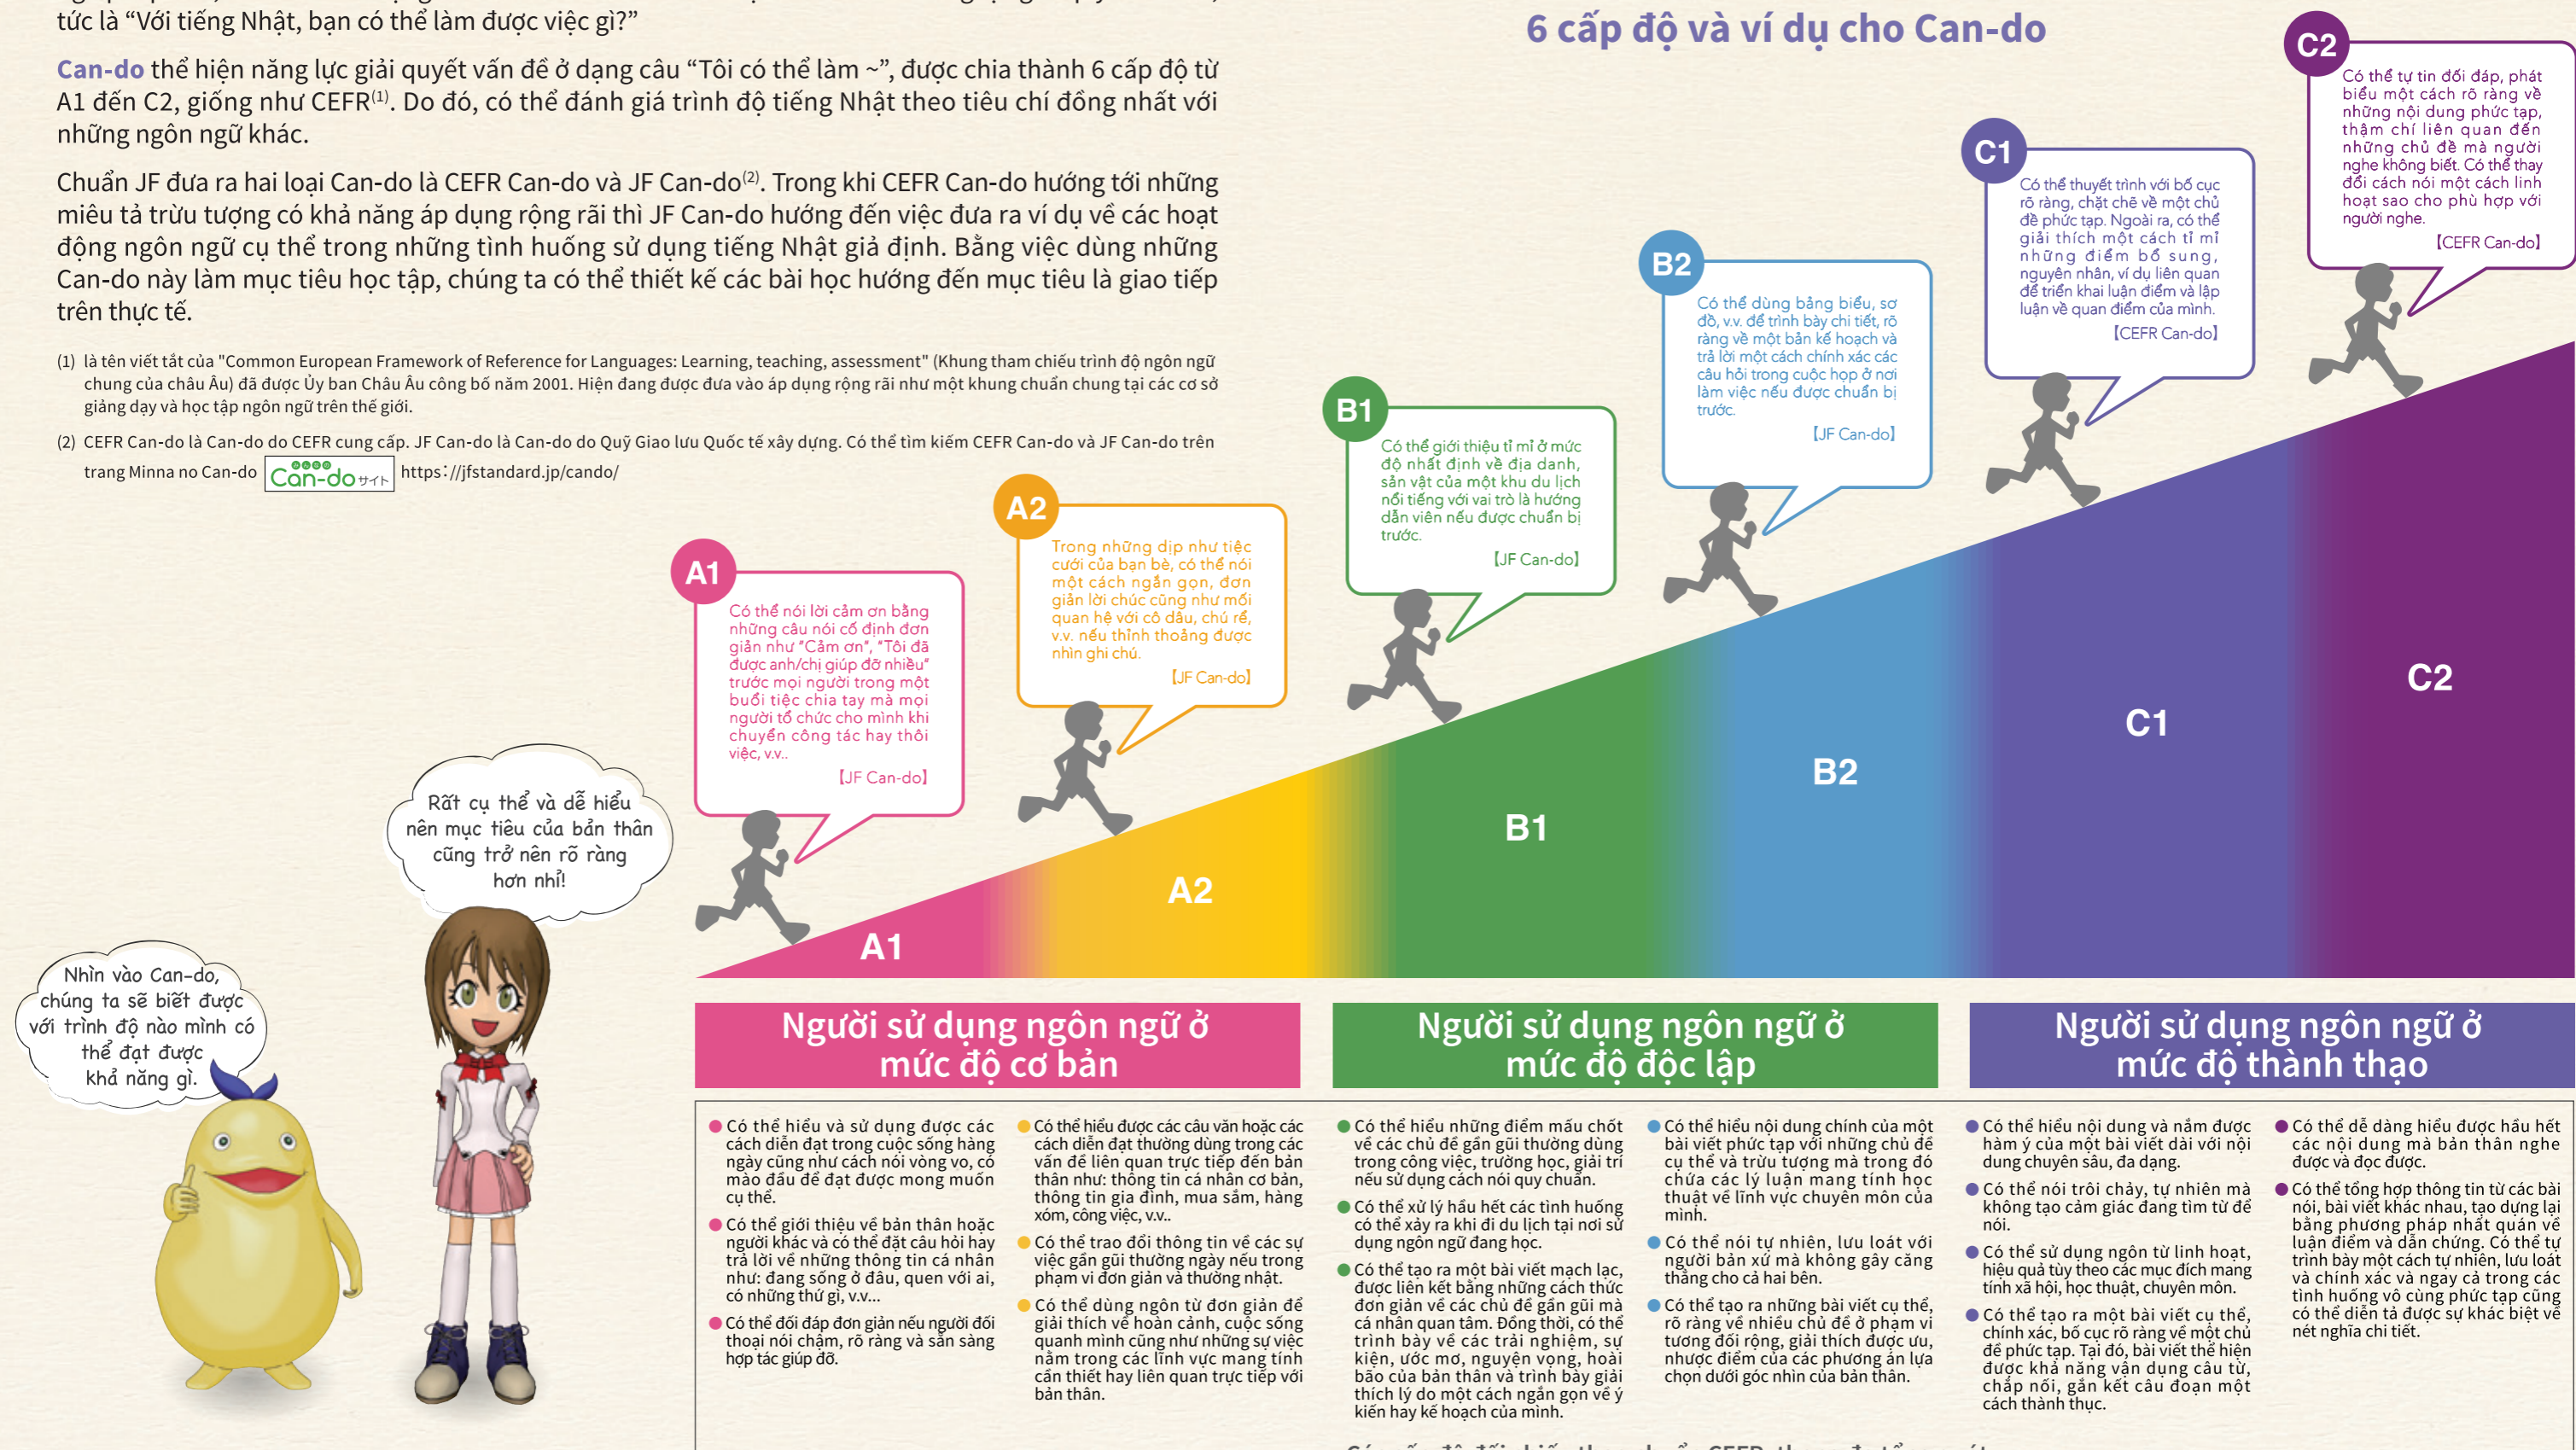 tức là “Với tiếng Nhật, bạn có thể làm được việc gì?”
Can-do thể hiện năng lực giải quyết vấn đề ở dạng câu “Tôi có thể làm ~”, được chia thành 6 cấp độ từ
A1 đến C2, giống như CEFR(1). Do đó, có thể đánh giá trình độ tiếng Nhật theo tiêu chí đồng nhất với
những ngôn ngữ khác.
Chuẩn JF đưa ra hai loại Can-do là CEFR Can-do và JF Can-do(2). Trong khi CEFR Can-do hướng tới những
miêu tả trừu tượng có khả năng áp dụng rộng rãi thì JF Can-do hướng đến việc đưa ra ví dụ về các hoạt
động ngôn ngữ cụ thể trong những tình huống sử dụng tiếng Nhật giả định. Bằng việc dùng những
Can-do này làm mục tiêu học tập, chúng ta có thể thiết kế các bài học hướng đến mục tiêu là giao tiếp
trên thực tế.
(1) là tên viết tắt của "Common European Framework of Reference for Languages: Learning, teaching, assessment" (Khung tham chiếu trình độ ngôn ngữ
chung của châu Âu) đã được Ủy ban Châu Âu công bố năm 2001. Hiện đang được đưa vào áp dụng rộng rãi như một khung chuẩn chung tại các cơ sở
giảng dạy và học tập ngôn ngữ trên thế giới.
(2) CEFR Can-do là Can-do do CEFR cung cấp. JF Can-do là Can-do do Quỹ Giao lưu Quốc tế xây dựng. Có thể tìm kiếm CEFR Can-do và JF Can-do trên
trang Minna no Can-do みんなの Can-do サイト https://jfstandard.jp/cando/
6 cấp độ và ví dụ cho Can-do
A1
Có thể nói lời cảm ơn bằng
những câu nói cố định đơn
giản như “Cảm ơn”, “Tôi đã
được anh/chị giúp đỡ nhiều”
trước mọi người trong một
buổi tiệc chia tay mà mọi
người tổ chức cho mình khi
chuyển công tác hay thôi
việc, v.v..
【JF Can-do】
A2
Trong những dịp như tiệc
cưới của bạn bè, có thể nói
một cách ngắn gọn, đơn
giản lời chúc cũng như mối
quan hệ với cô dâu, chú rể,
v.v. nếu thỉnh thoảng được
nhìn ghi chú.
【JF Can-do】
B1
Có thể giới thiệu tỉ mỉ ở mức
độ nhất định về địa danh,
sản vật của một khu du lịch
nổi tiếng với vai trò là hướng
dẫn viên nếu được chuẩn bị
trước.
【JF Can-do】
B2
Có thể dùng bảng biểu, sơ
đồ, v.v. để trình bày chi tiết, rõ
ràng về một bản kế hoạch và
trả lời một cách chính xác các
câu hỏi trong cuộc họp ở nơi
làm việc nếu được chuẩn bị
trước.
【JF Can-do】
C1
Có thể thuyết trình với bố cục
rõ ràng, chặt chẽ về một chủ
đề phức tạp. Ngoài ra, có thể
giải thích một cách tỉ mỉ
những điểm bổ sung,
nguyên nhân, ví dụ liên quan
để triển khai luận điểm và lập
luận về quan điểm của mình.
【CEFR Can-do】
C2
Có thể tự tin đối đáp, phát
biểu một cách rõ ràng về
những nội dung phức tạp,
thậm chí liên quan đến
những chủ đề mà người
nghe không biết. Có thể thay
đổi cách nói một cách linh
hoạt sao cho phù hợp với
người nghe.
【CEFR Can-do】
A1
A2
B1
B2
C1
C2
Rất cụ thể và dễ hiểu
nên mục tiêu của bản thân
cũng trở nên rõ ràng
hơn nhỉ!
Nhìn vào Can-do,
chúng ta sẽ biết được
với trình độ nào mình có
thể đạt được
khả năng gì.
Người sử dụng ngôn ngữ ở
mức độ cơ bản
Người sử dụng ngôn ngữ ở
mức độ độc lập
Người sử dụng ngôn ngữ ở
mức độ thành thạo
Có thể hiểu và sử dụng được các
cách diễn đạt trong cuộc sống hàng
ngày cũng như cách nói vòng vo, có
mào đầu để đạt được mong muốn
cụ thể.
Có thể giới thiệu về bản thân hoặc
người khác và có thể đặt câu hỏi hay
trả lời về những thông tin cá nhân
như: đang sống ở đâu, quen với ai,
có những thứ gì, v.v...
Có thể đối đáp đơn giản nếu người đối
thoại nói chậm, rõ ràng và sẵn sàng
hợp tác giúp đỡ.
Có thể hiểu được các câu văn hoặc các
cách diễn đạt thường dùng trong các
vấn đề liên quan trực tiếp đến bản
thân như: thông tin cá nhân cơ bản,
thông tin gia đình, mua sắm, hàng
xóm, công việc, v.v..
Có thể trao đổi thông tin về các sự
việc gần gũi thường ngày nếu trong
phạm vi đơn giản và thường nhật.
Có thể dùng ngôn từ đơn giản để
giải thích về hoàn cảnh, cuộc sống
quanh mình cũng như những sự việc
nằm trong các lĩnh vực mang tính
cần thiết hay liên quan trực tiếp với
bản thân.
Có thể hiểu những điểm mấu chốt
về các chủ đề gần gũi thường dùng
trong công việc, trường học, giải trí
nếu sử dụng cách nói quy chuẩn.
Có thể xử lý hầu hết các tình huống
có thể xảy ra khi đi du lịch tại nơi sử
dụng ngôn ngữ đang học.
Có thể tạo ra một bài viết mạch lạc,
được liên kết bằng những cách thức
đơn giản về các chủ đề gần gũi mà
cá nhân quan tâm. Đồng thời, có thể
trình bày về các trải nghiệm, sự
kiện, ước mơ, nguyện vọng, hoài
bão của bản thân và trình bày giải
thích lý do một cách ngắn gọn về ý
kiến hay kế hoạch của mình.
Có thể hiểu nội dung chính của một
bài viết phức tạp với những chủ đề
cụ thể và trừu tượng mà trong đó
chứa các lý luận mang tính học
thuật về lĩnh vực chuyên môn của
mình.
Có thể nói tự nhiên, lưu loát với
người bản xứ mà không gây căng
thẳng cho cả hai bên.
Có thể tạo ra những bài viết cụ thể,
rõ ràng về nhiều chủ đề ở phạm vi
tương đối rộng, giải thích được ưu,
nhược điểm của các phương án lựa
chọn dưới góc nhìn của bản thân.
Có thể hiểu nội dung và nắm được
hàm ý của một bài viết dài với nội
dung chuyên sâu, đa dạng.
Có thể nói trôi chảy, tự nhiên mà
không tạo cảm giác đang tìm từ để
nói.
Có thể sử dụng ngôn từ linh hoạt,
hiệu quả tùy theo các mục đích mang
tính xã hội, học thuật, chuyên môn.
Có thể tạo ra một bài viết cụ thể,
chính xác, bố cục rõ ràng về một chủ
đề phức tạp. Tại đó, bài viết thể hiện
được khả năng vận dụng câu từ,
chắp nối, gắn kết câu đoạn một
cách thành thục.
Có thể dễ dàng hiểu được hầu hết
các nội dung mà bản thân nghe
được và đọc được.
Có thể tổng hợp thông tin từ các bài
nói, bài viết khác nhau, tạo dựng lại
bằng phương pháp nhất quán về
luận điểm và dẫn chứng. Có thể tự
trình bày một cách tự nhiên, lưu loát
và chính xác và ngay cả trong các
tình huống vô cùng phức tạp cũng
có thể diễn tả được sự khác biệt về
nét nghĩa chi tiết.